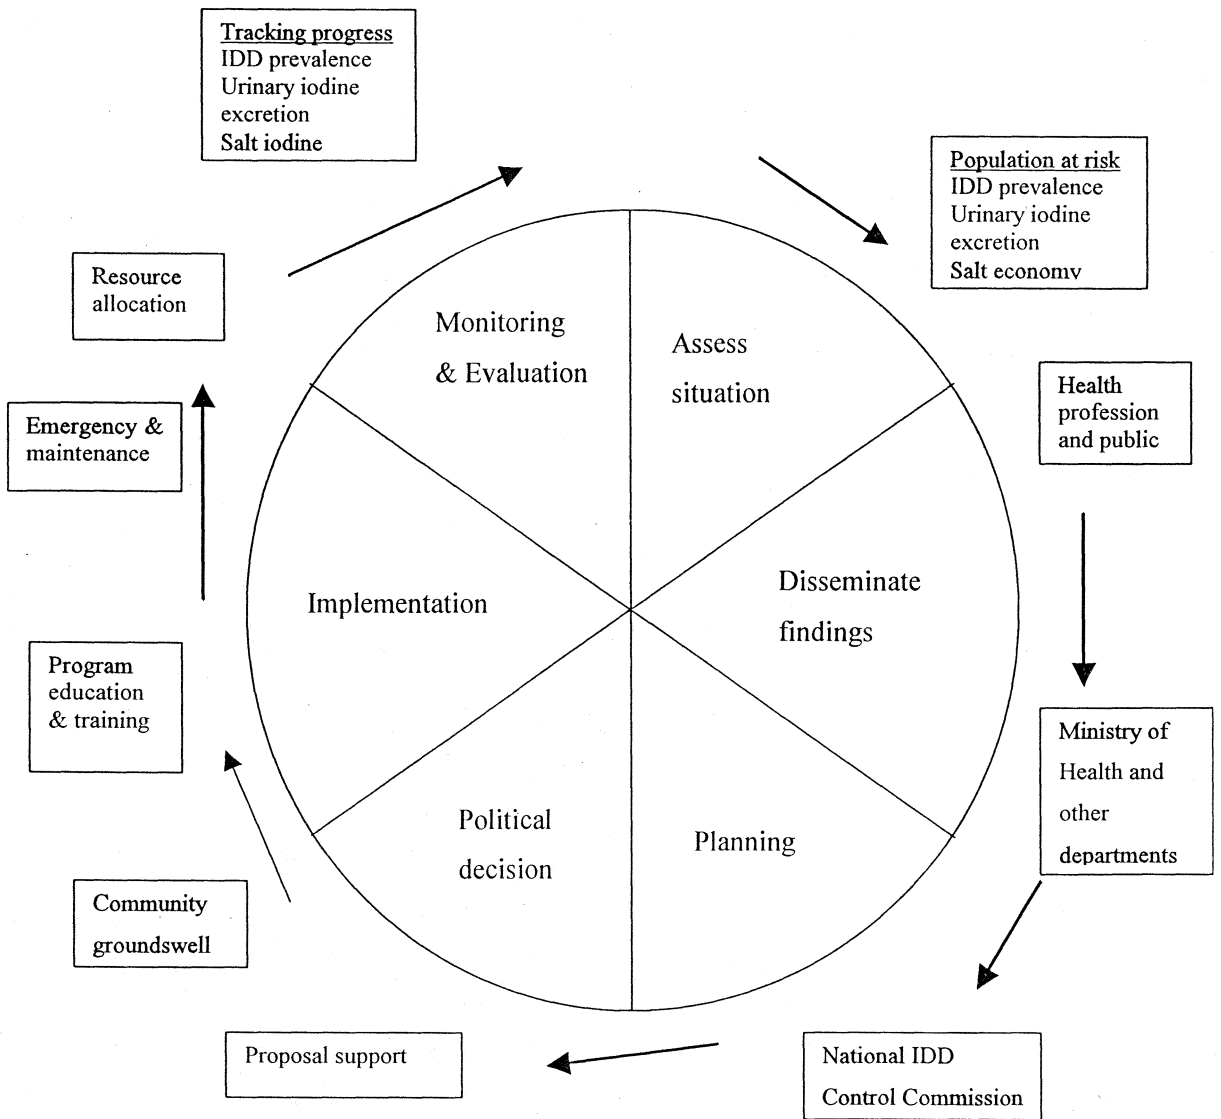 Tracking progress
IDD prevalence
Urinary iodine
excretion
Salt iodine
Population at risk
IDD prevalence
Urinary iodine
excretion
Salt economy
Resource
allocation
Monitoring
& Evaluation
Assess
situation
Health
profession
and public
Emergency &
maintenance
Implementation
Disseminate
findings
Program
education
& training
Ministry of
Health and
other
departments
Political
decision
Planning
Community
groundswell
Proposal support
National IDD
Control Commission